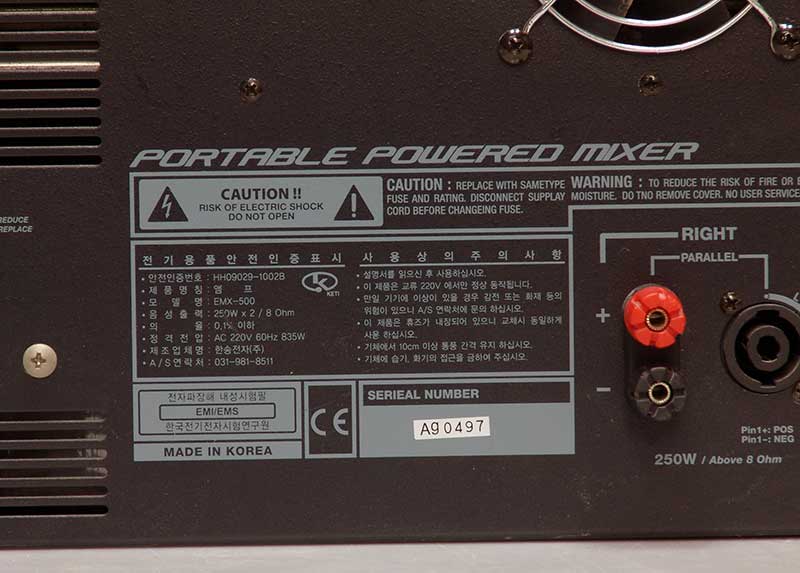 PORTABLE POWERED MIXER
CAUTION !!
RISK OF ELECTRIC SHOCK
DO NOT OPEN
CAUTION : REPLACE WITH SAMETYPE
FUSE AND RATING. DISCONNECT SUPPLAY
CORD BEFORE CHANGEING FUSE.
WARNING : TO REDUCE THE RISK OF FIRE OR
MOISTURE. DO TNO REMOVE COVER. NO USER SERVICE
REDUCE
REPLACE
전기용품안전인증표시
• 안전인증번호 : HH09029-1002B
• 제 품 명 칭 : 앰 프
• 모 델 명 : EMX-500
• 음 성 출 력 : 250W x 2 / 8 Ohm
• 의 율 : 0,1% 이하
• 정 격 전 압 : AC 220V 60Hz 835W
• 제 조 업 체 명 : 한송전자(주)
• A / S 연 락 처 : 031-981-8511
K
KETI
사용상의주의사항
• 설명서를 읽으신 후 사용하십시오.
• 이 제품은 교류 220V 에서만 정상 동작됩니다.
• 만일 기기에 이상이 있을 경우 감전 또는 화재 등의
위험이 있으니 A/S 연락처에 문의 하십시오.
• 이 제품은 휴즈가 내장되어 있으니 교체시 동일하게
사용 하십시오.
• 기체에서 10cm 이상 통풍 간격 유지 하십시오.
• 기체에 습기, 화기의 접근을 금하여 주십시오.
전자파장해 내성시험필
EMI/EMS
한국전기전자시험연구원
MADE IN KOREA
CE
SERIEAL NUMBER
A90497
RIGHT
PARALLEL
+
−
Pin1+: POS
Pin1-: NEG
250W / Above 8 Ohm